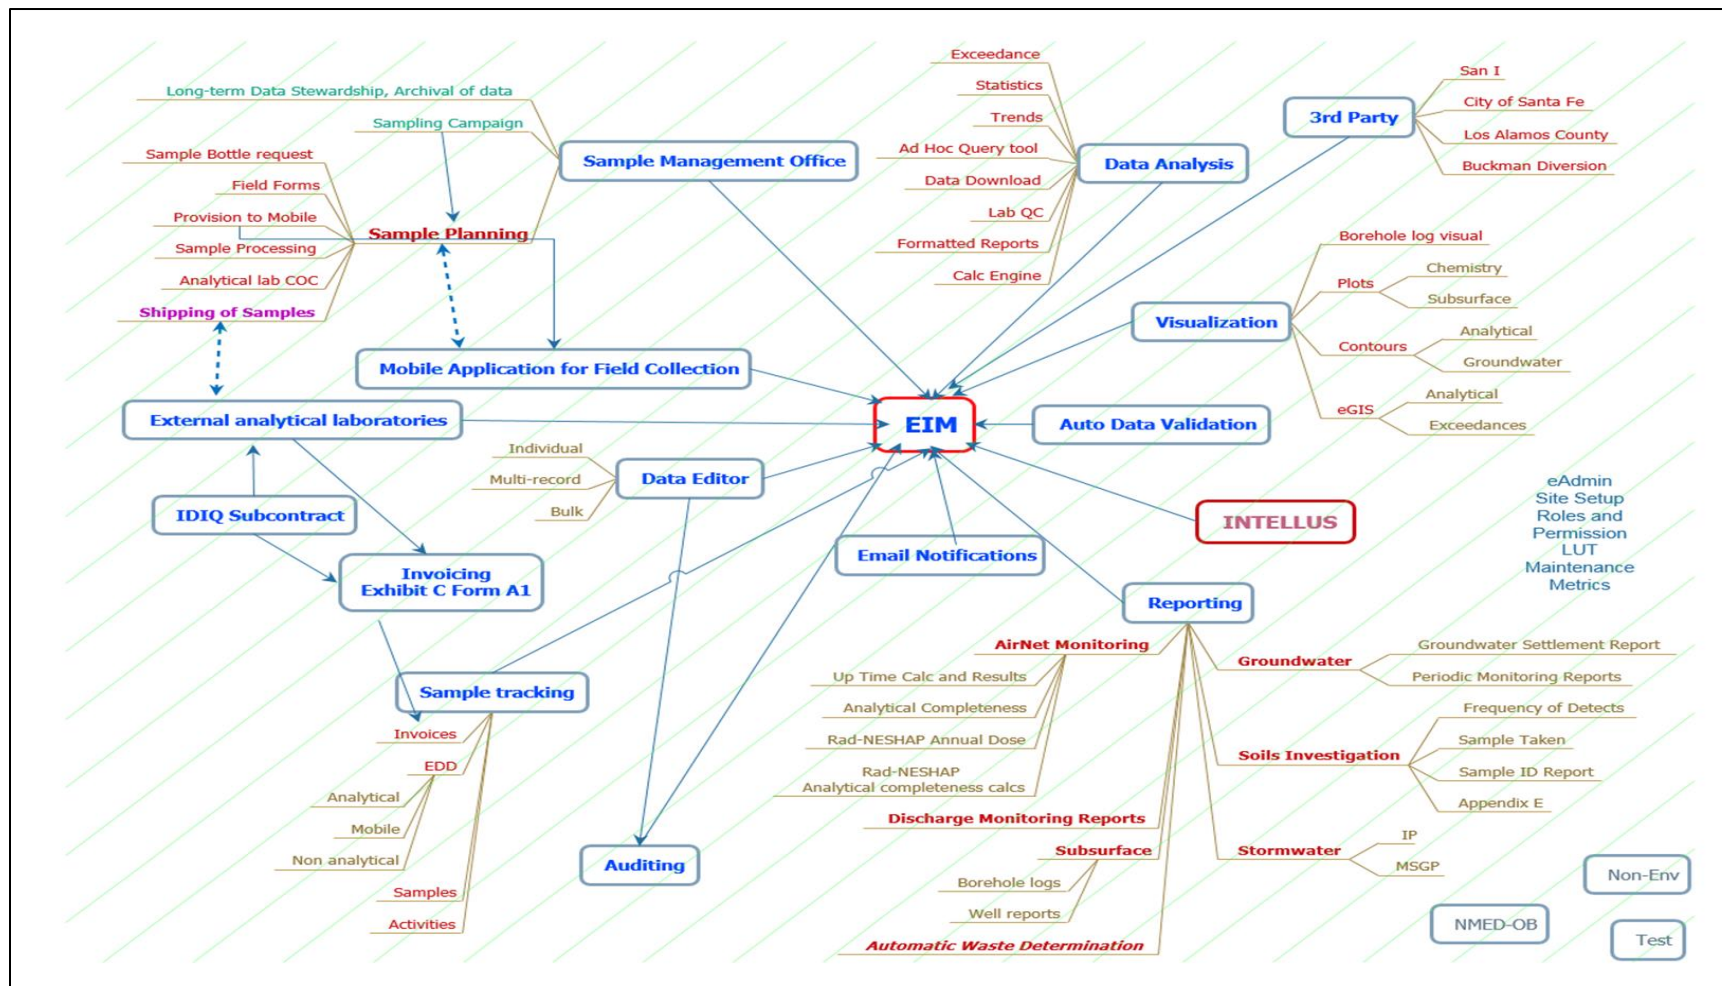 Long-term Data Stewardship, Archival of data
Sampling Campaign
Sample Management Office
Sample Bottle request
Field Forms
Provision to Mobile
Sample Processing
Analytical lab COC
Shipping of Samples
Sample Planning
Exceedance
Statistics
Trends
Ad Hoc Query tool
Data Download
Lab QC
Formatted Reports
Calc Engine
Data Analysis
3rd Party
San I
City of Santa Fe
Los Alamos County
Buckman Diversion
Visualization
Borehole log visual
Plots
Chemistry
Subsurface
Contours
Analytical
Groundwater
eGIS
Analytical
Exceedances
Mobile Application for Field Collection
External analytical laboratories
EIM
Auto Data Validation
Individual
Multi-record
Bulk
Data Editor
IDIQ Subcontract
Invoicing
Exhibit C Form A1
Email Notifications
INTELLUS
eAdmin
Site Setup
Roles and
Permission
LUT
Maintenance
Metrics
Reporting
Sample tracking
Invoices
EDD
Analytical
Mobile
Non analytical
Samples
Activities
Auditing
AirNet Monitoring
Up Time Calc and Results
Analytical Completeness
Rad-NESHAP Annual Dose
Rad-NESHAP
Analytical completeness calcs
Discharge Monitoring Reports
Subsurface
Borehole logs
Well reports
Automatic Waste Determination
Groundwater
Groundwater Settlement Report
Periodic Monitoring Reports
Soils Investigation
Frequency of Detects
Sample Taken
Sample ID Report
Appendix E
Stormwater
IP
MSGP
Non-Env
NMED-OB
Test